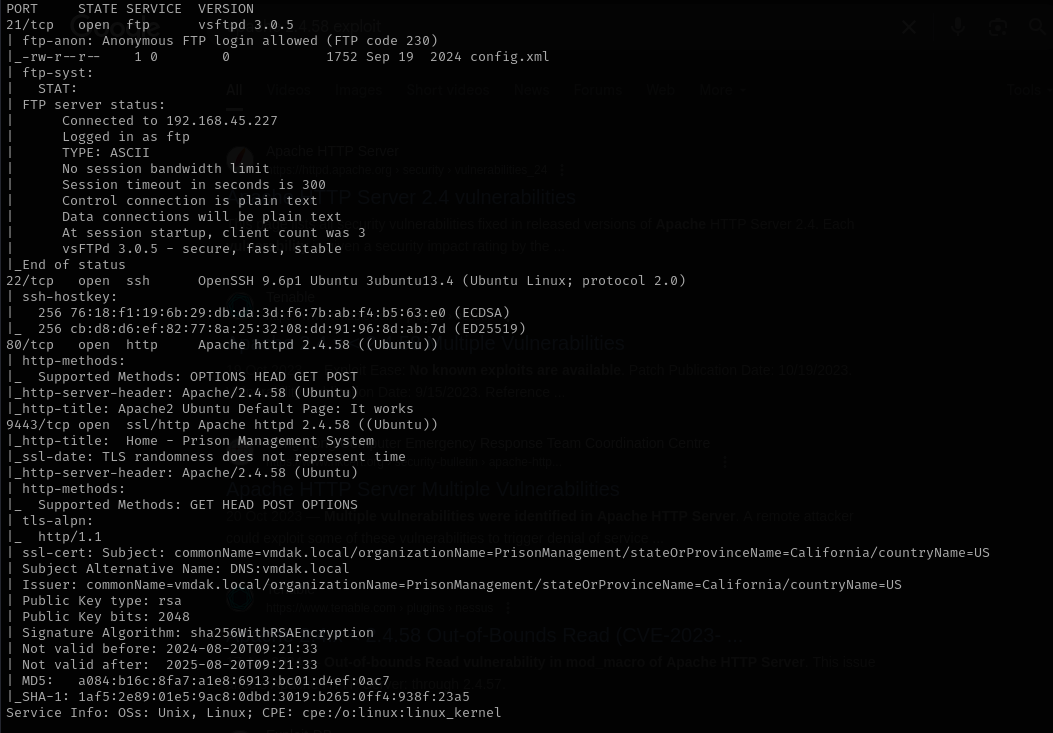 PORT     STATE SERVICE  VERSION
21/tcp   open  ftp      vsftpd 3.0.5
| ftp-anon: Anonymous FTP login allowed (FTP code 230)
|_-rw-r--r--    1 0        0            1752 Sep 19  2024 config.xml
| ftp-syst:
|   STAT:
| FTP server status:
|      Connected to 192.168.45.227
|      Logged in as ftp
|      TYPE: ASCII
|      No session bandwidth limit
|      Session timeout in seconds is 300
|      Control connection is plain text
|      Data connections will be plain text
|      At session startup, client count was 3
|      vsFTPd 3.0.5 - secure, fast, stable
|_End of status
22/tcp   open  ssh      OpenSSH 9.6p1 Ubuntu 3ubuntu13.4 (Ubuntu Linux; protocol 2.0)
| ssh-hostkey:
|   256 76:18:f1:19:6b:29:db:da:3d:f6:7b:ab:f4:b5:63:e0 (ECDSA)
|_  256 cb:d8:d6:ef:82:77:8a:25:32:08:dd:91:96:8d:ab:7d (ED25519)
80/tcp   open  http     Apache httpd 2.4.58 ((Ubuntu))
| http-methods:
|_  Supported Methods: OPTIONS HEAD GET POST
|_http-server-header: Apache/2.4.58 (Ubuntu)
|_http-title: Apache2 Ubuntu Default Page: It works
9443/tcp open  ssl/http Apache httpd 2.4.58 ((Ubuntu))
|_http-title:  Home - Prison Management System
|_ssl-date: TLS randomness does not represent time
|_http-server-header: Apache/2.4.58 (Ubuntu)
| http-methods:
|_  Supported Methods: GET HEAD POST OPTIONS
| tls-alpn:
|_  http/1.1
| ssl-cert: Subject: commonName=vmdak.local/organizationName=PrisonManagement/stateOrProvinceName=California/countryName=US
| Subject Alternative Name: DNS:vmdak.local
| Issuer: commonName=vmdak.local/organizationName=PrisonManagement/stateOrProvinceName=California/countryName=US
| Public Key type: rsa
| Public Key bits: 2048
| Signature Algorithm: sha256WithRSAEncryption
| Not valid before: 2024-08-20T09:21:33
| Not valid after:  2025-08-20T09:21:33
| MD5:   a084:b16c:8fa7:a1e8:6913:bc01:d4ef:0ac7
|_SHA-1: 1af5:2e89:01e5:9ac8:0dbd:3019:b265:0ff4:938f:23a5
Service Info: OSs: Unix, Linux; CPE: cpe:/o:linux:linux_kernel